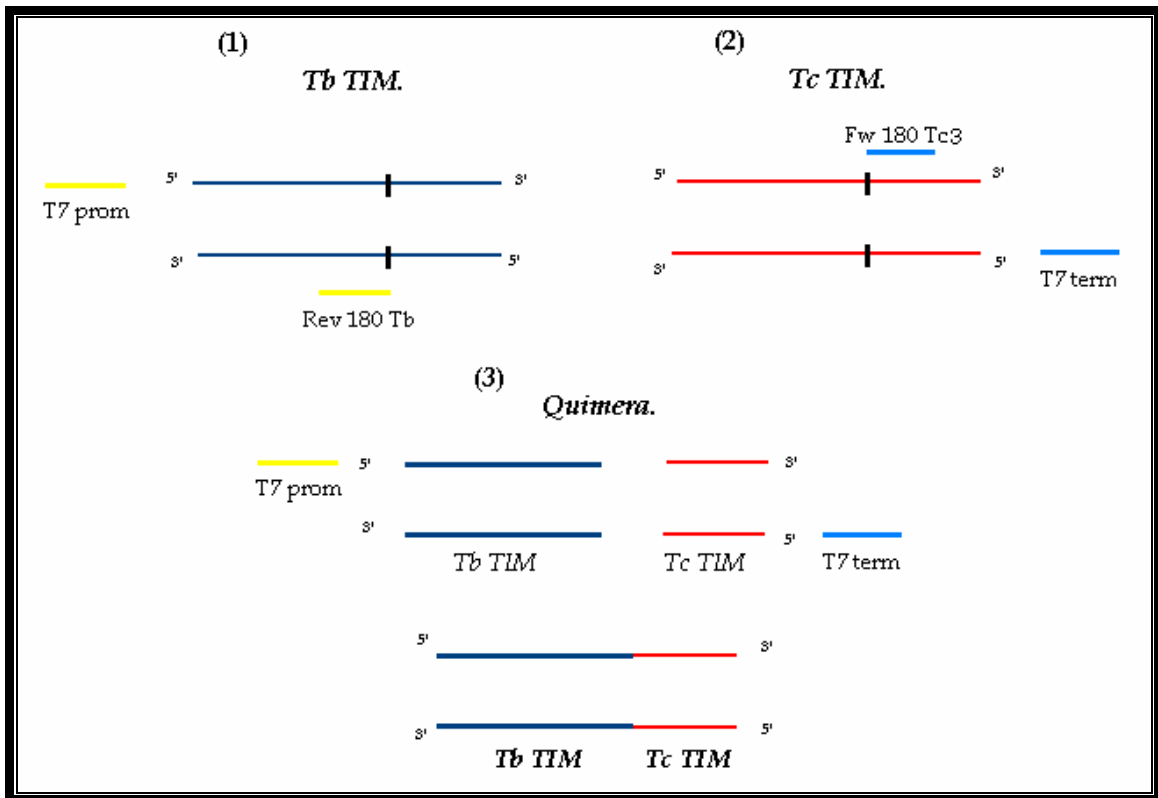 (1)
Tb TIM.
T7 prom
5'
3'
3'
5'
Rev 180 Tb
(2)
Tc TIM.
Fw 180 Tc3
5'
3'
3'
5'
T7 term
(3)
Quimera.
T7 prom
5'
3'
3'
5'
Tb TIM
Tc TIM
T7 term
5'
3'
3'
5'
Tb TIM
Tc TIM